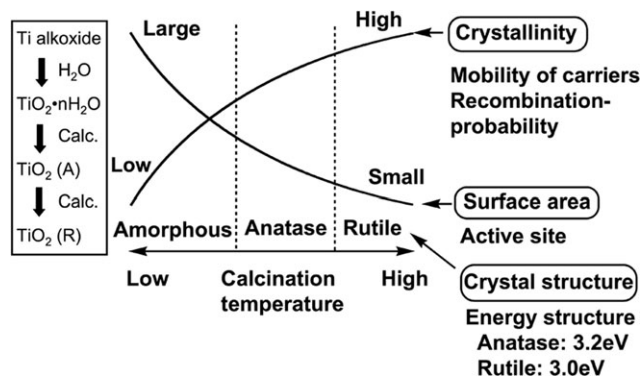 Ti alkoxide
H₂O
TiO₂•nH₂O
Calc.
TiO₂ (A)
Calc.
TiO₂ (R)
Large
High
Low
Small
Amorphous
Anatase
Rutile
Low
Calcination
temperature
High
Crystallinity
Mobility of carriers
Recombination-
probability
Surface area
Active site
Crystal structure
Energy structure
Anatase: 3.2eV
Rutile: 3.0eV